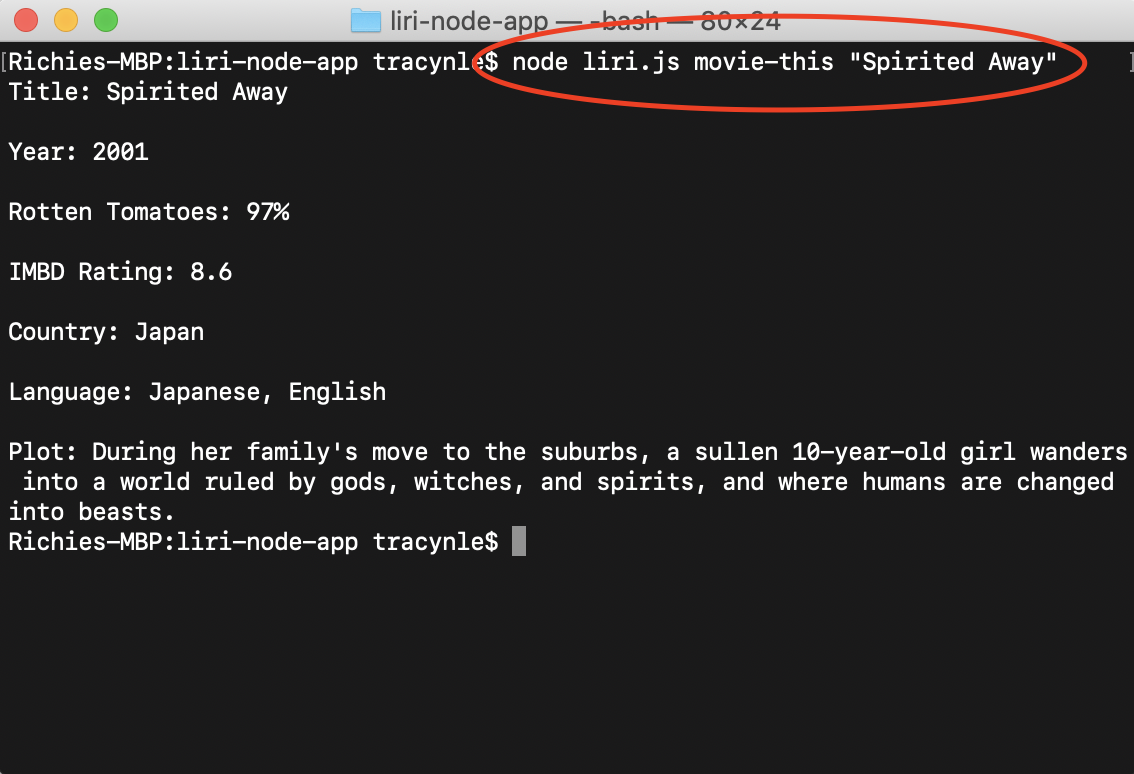 liri-node-app — -bash — 80×24
[Richies-MBP:liri-node-app tracynle$ node liri.js movie-this "Spirited Away"     ]
Title: Spirited Away
Year: 2001
Rotten Tomatoes: 97%
IMBD Rating: 8.6
Country: Japan
Language: Japanese, English
Plot: During her family's move to the suburbs, a sullen 10-year-old girl wanders
 into a world ruled by gods, witches, and spirits, and where humans are changed
into beasts.
Richies-MBP:liri-node-app tracynle$